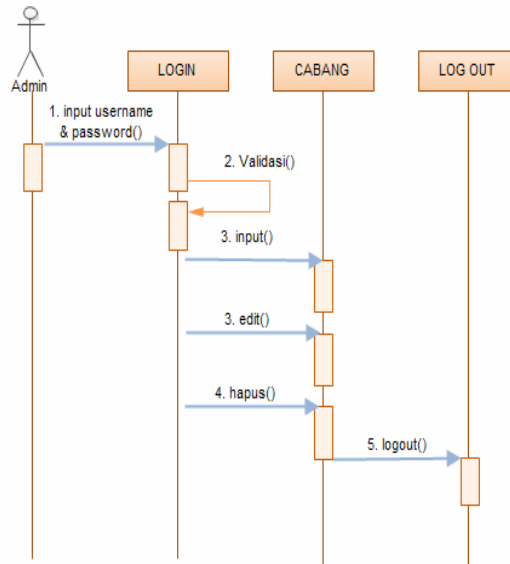 Admin
LOGIN
CABANG
LOG OUT
1. input username
& password()
2. Validasi()
3. input()
3. edit()
4. hapus()
5. logout()